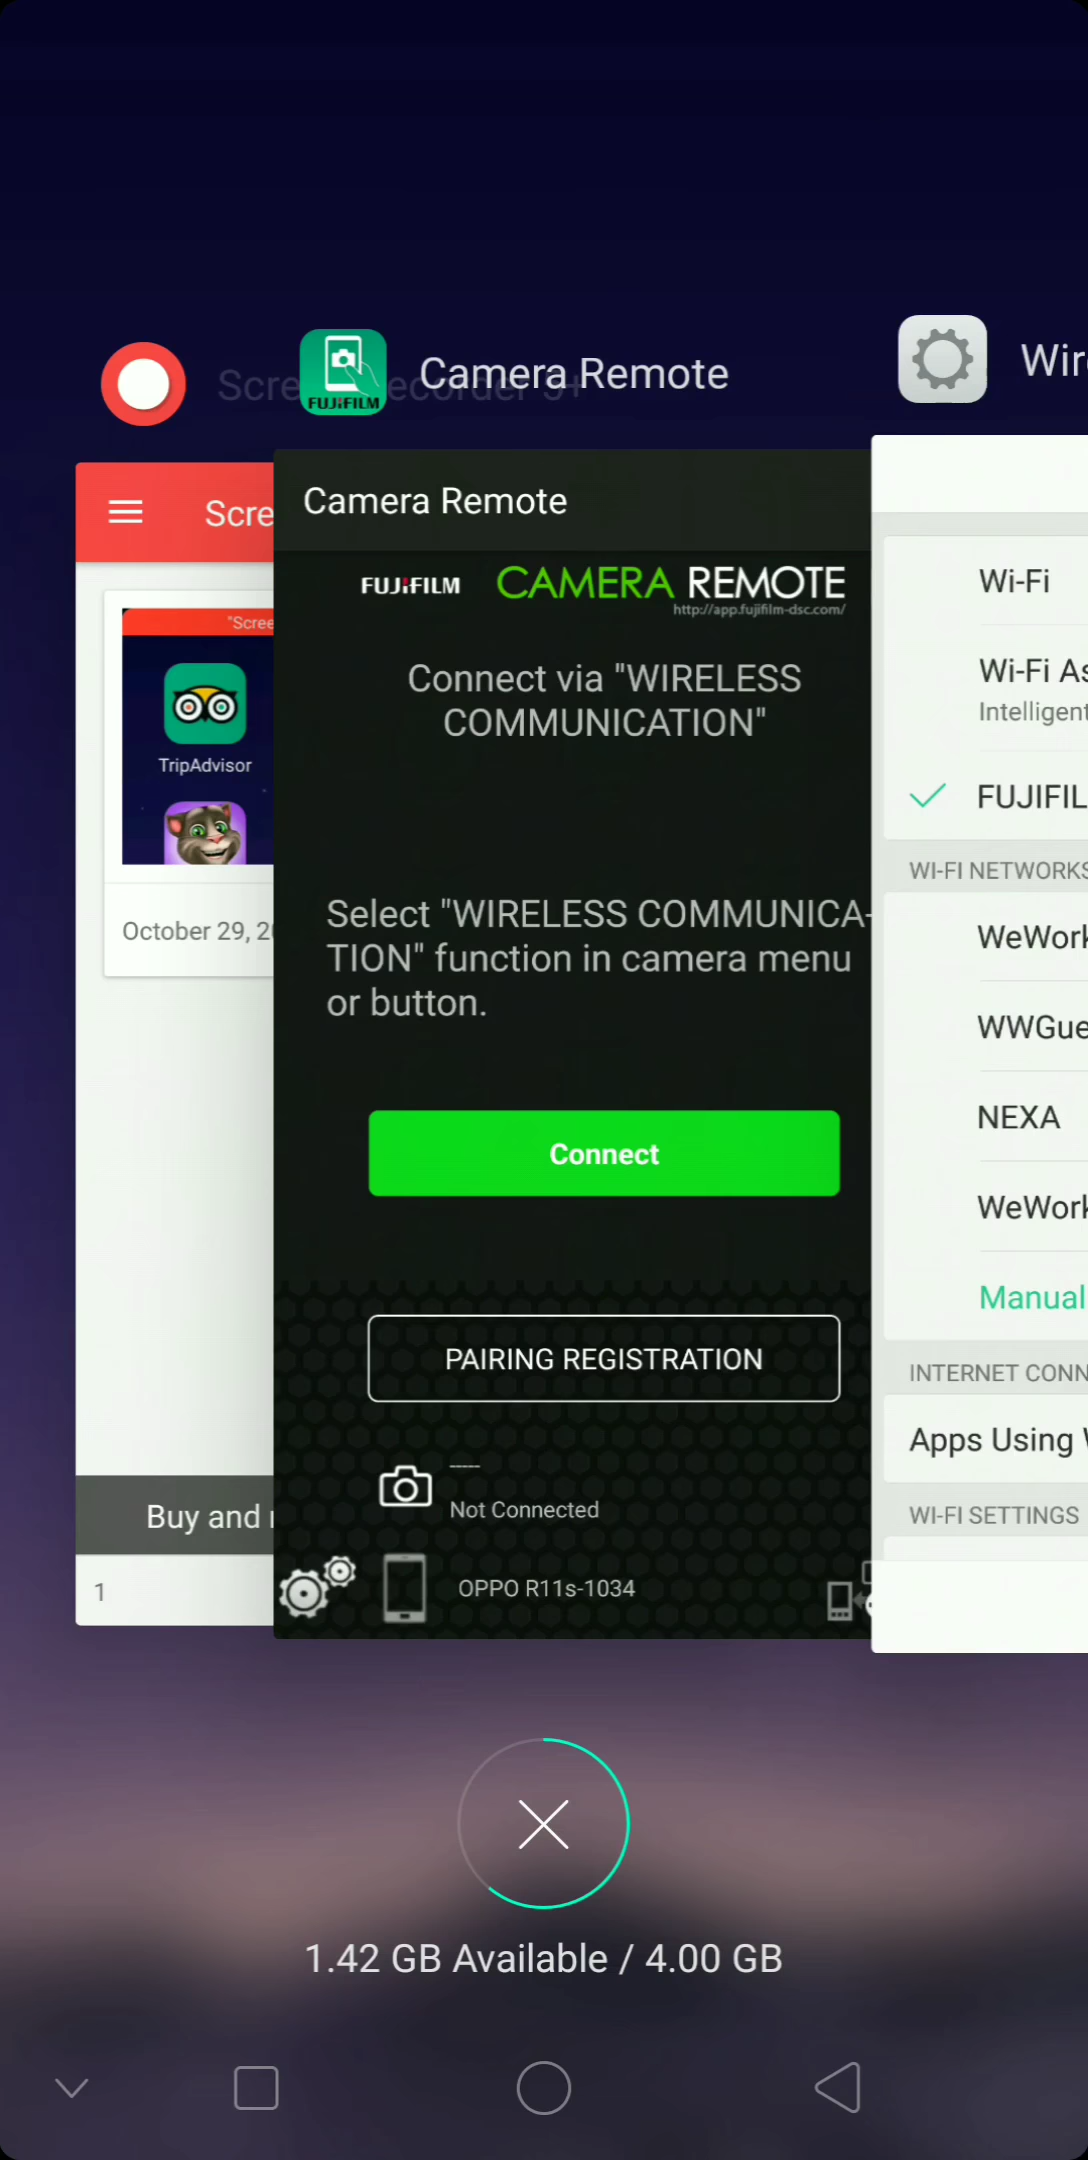 Camera Remote
Wir
Scre
Camera Remote
"Scree
TripAdvisor
October 29, 2
Buy and
1
FUJIFILM
FUJIFILM
CAMERA REMOTE
http://app.fujifilm-dsc.com/
Connect via "WIRELESS
COMMUNICATION"
Select "WIRELESS COMMUNICA-
TION" function in camera menu
or button.
Connect
PAIRING REGISTRATION
-----
Not Connected
OPPO R11s-1034
Wi-Fi
Wi-Fi As
Intelligent
FUJIFIL
WI-FI NETWORKS
WeWork
WWGue
NEXA
WeWork
Manual
INTERNET CONN
Apps Using
WI-FI SETTINGS
1.42 GB Available / 4.00 GB